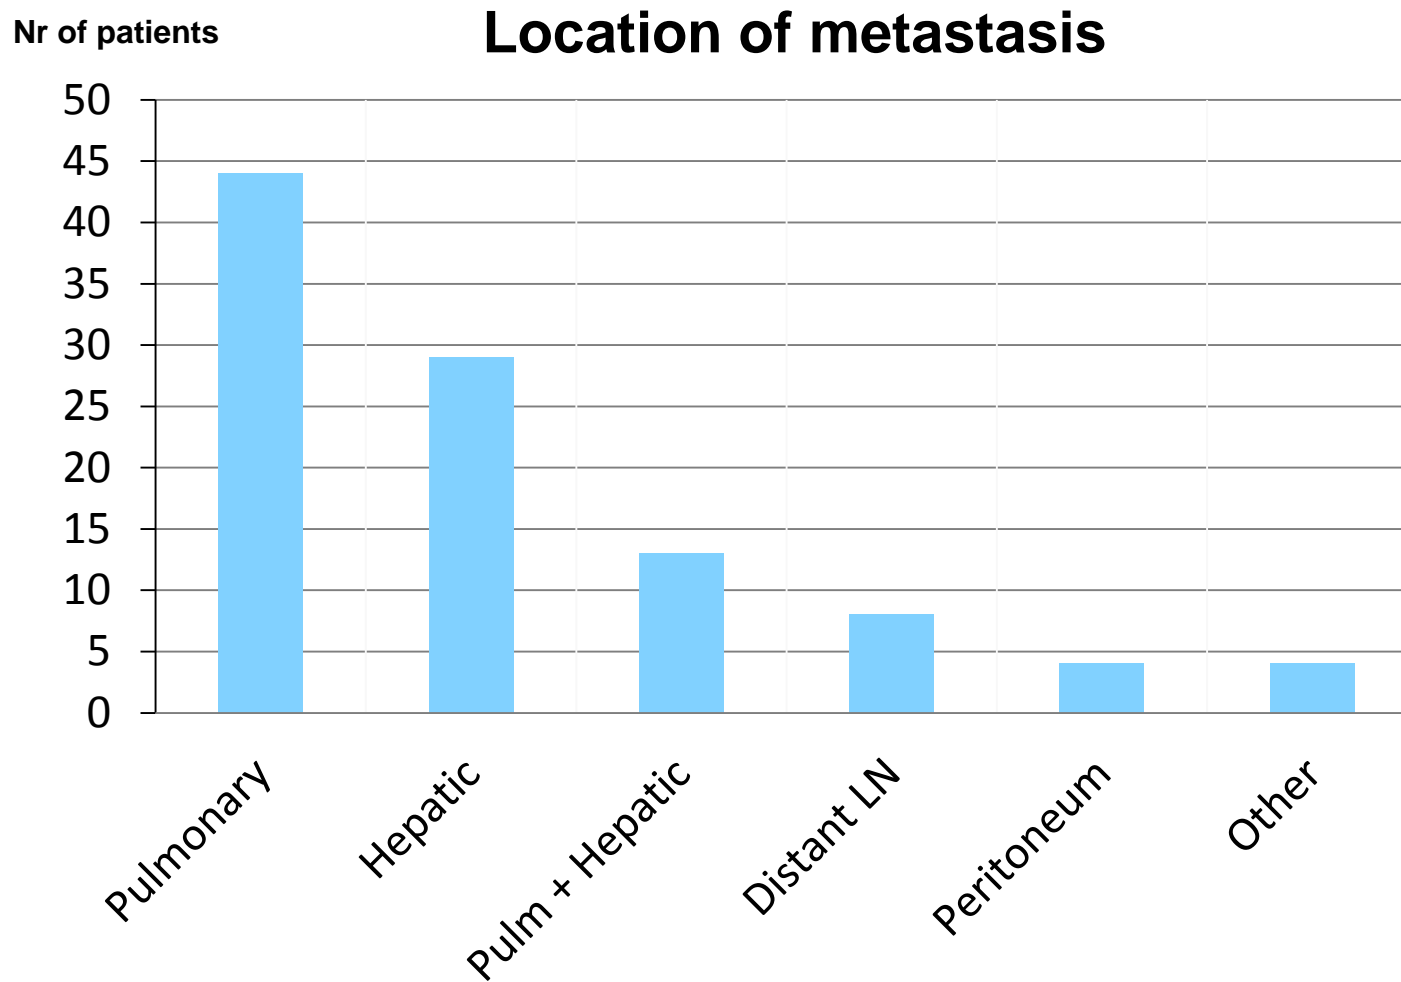 Nr of patients
Location of metastasis
50
45
40
35
30
25
20
15
10
5
0
Pulmonary
Hepatic
Pulm + Hepatic
Distant LN
Peritoneum
Other